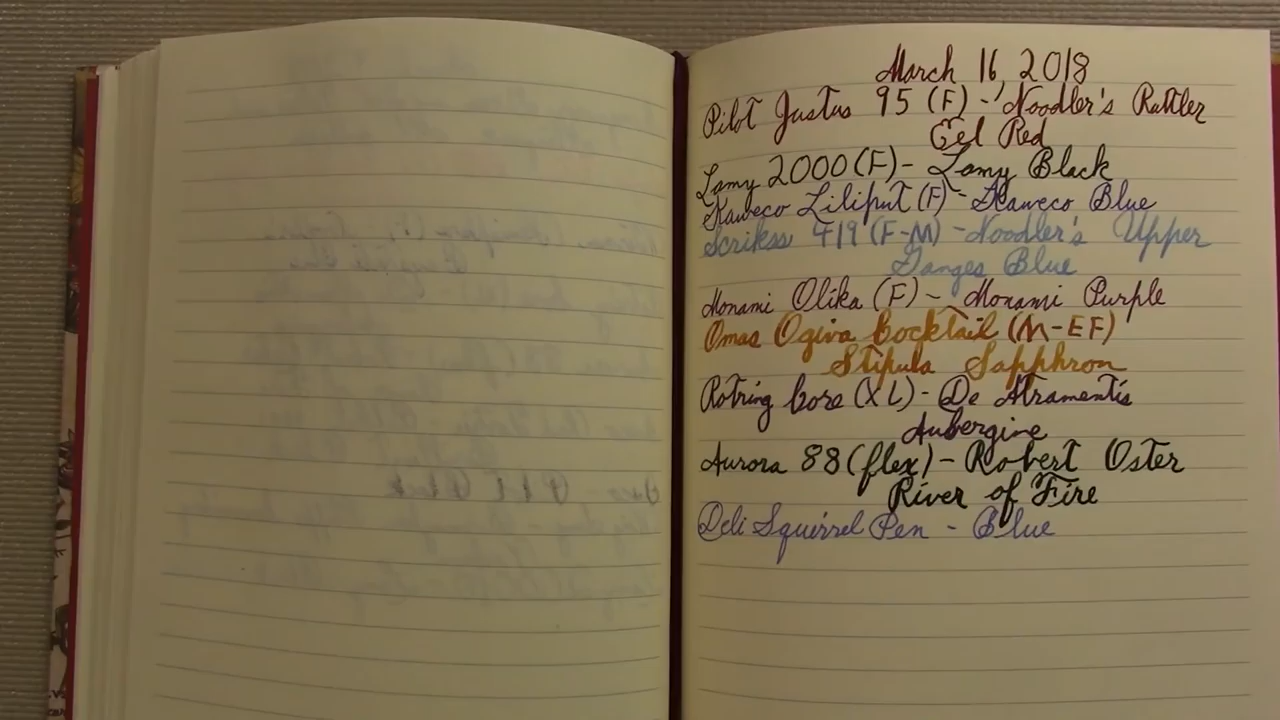 March 16, 2018
Pilot Justus 95 (F) - Noodler's Rattler
Gel Red
Lamy 2000 (F) - Lamy Black
Kaweco Liliput (F) - Kaweco Blue
Scrikss 419 (F-M) - Noodler's Upper
Ganges Blue
Monami Olika (F) - Monami Purple
Omas Ogiva Cocktail (M-EF)
Stipula Sapphron
Rotring Core (XL) - De Atramentis
Aubergine
Aurora 88 (flex) - Robert Oster
River of Fire
Deli Squirrel Pen - Blue